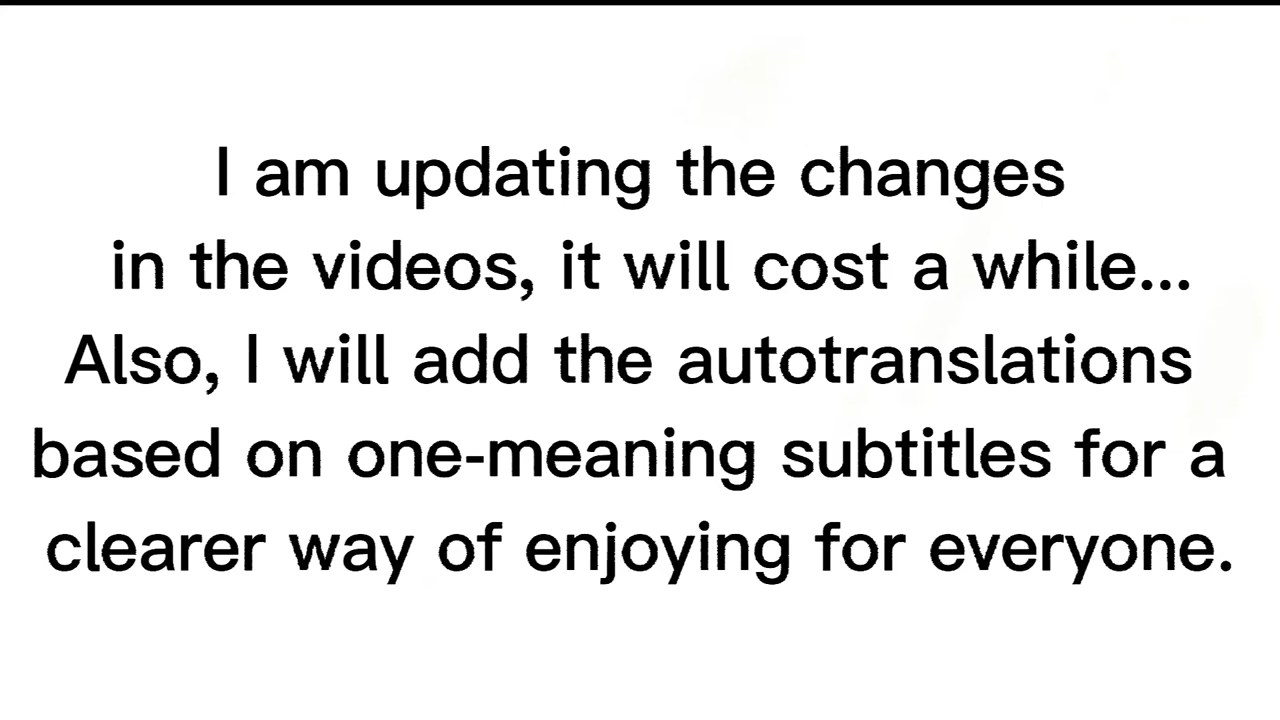 I am updating the changes
in the videos, it will cost a while...
Also, I will add the autotranslations
based on one-meaning subtitles for a
clearer way of enjoying for everyone.